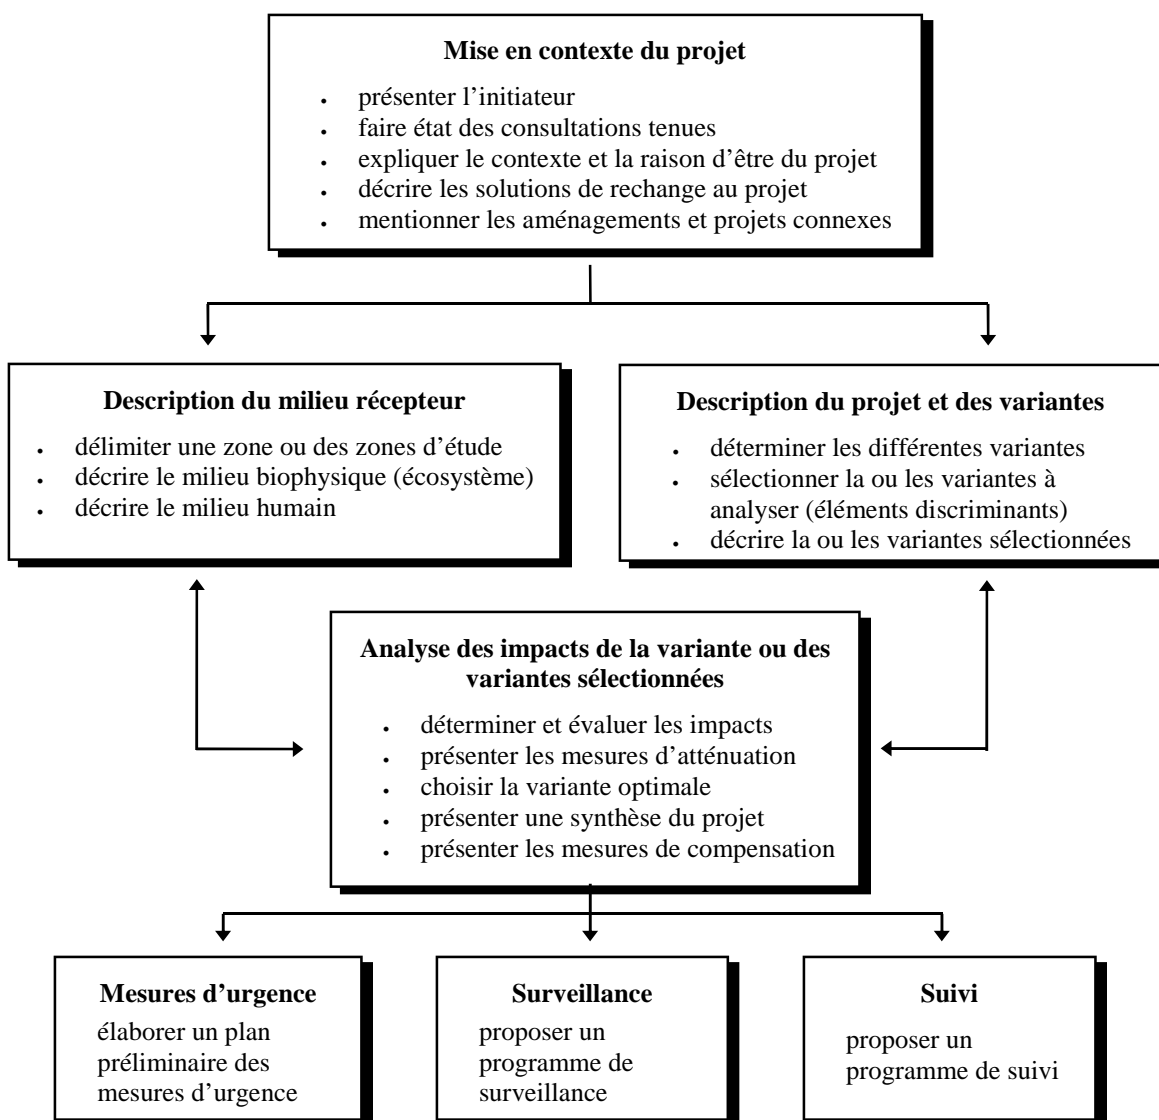 Mise en contexte du projet
• présenter l’initiateur
• faire état des consultations tenues
• expliquer le contexte et la raison d’être du projet
• décrire les solutions de rechange au projet
• mentionner les aménagements et projets connexes
Description du milieu récepteur
• délimiter une zone ou des zones d’étude
• décrire le milieu biophysique (écosystème)
• décrire le milieu humain
Description du projet et des variantes
• déterminer les différentes variantes
• sélectionner la ou les variantes à
analyser (éléments discriminants)
• décrire la ou les variantes sélectionnées
Analyse des impacts de la variante ou des
variantes sélectionnées
• déterminer et évaluer les impacts
• présenter les mesures d’atténuation
• choisir la variante optimale
• présenter une synthèse du projet
• présenter les mesures de compensation
Mesures d’urgence
élaborer un plan
préliminaire des
mesures d’urgence
Surveillance
proposer un
programme de
surveillance
Suivi
proposer un
programme de suivi